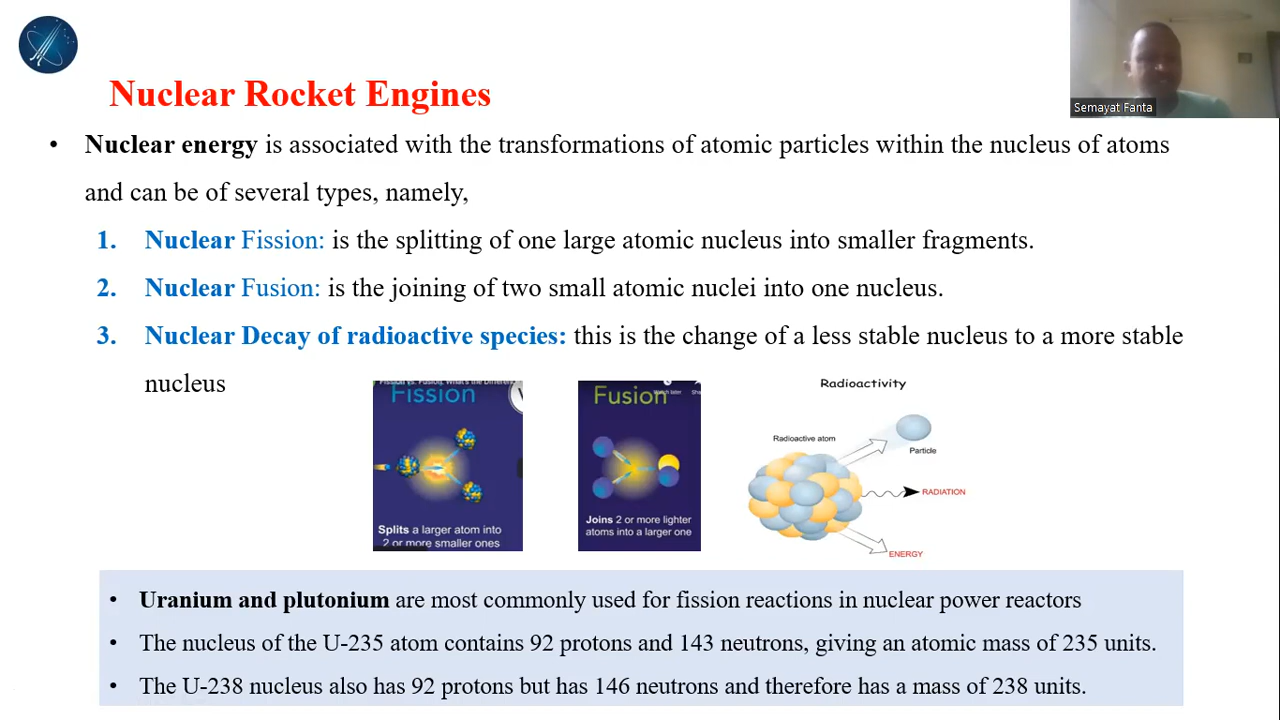 Semayat Fanta
Nuclear Rocket Engines
• Nuclear energy is associated with the transformations of atomic particles within the nucleus of atoms
and can be of several types, namely,
1. Nuclear Fission: is the splitting of one large atomic nucleus into smaller fragments.
2. Nuclear Fusion: is the joining of two small atomic nuclei into one nucleus.
3. Nuclear Decay of radioactive species: this is the change of a less stable nucleus to a more stable
nucleus
Fission
Splits a larger atom into
2 or more smaller ones
Fusion
Joins 2 or more lighter
atoms into a larger one
Radioactivity
Radioactive atom
Particle
RADIATION
ENERGY
• Uranium and plutonium are most commonly used for fission reactions in nuclear power reactors
• The nucleus of the U-235 atom contains 92 protons and 143 neutrons, giving an atomic mass of 235 units.
• The U-238 nucleus also has 92 protons but has 146 neutrons and therefore has a mass of 238 units.